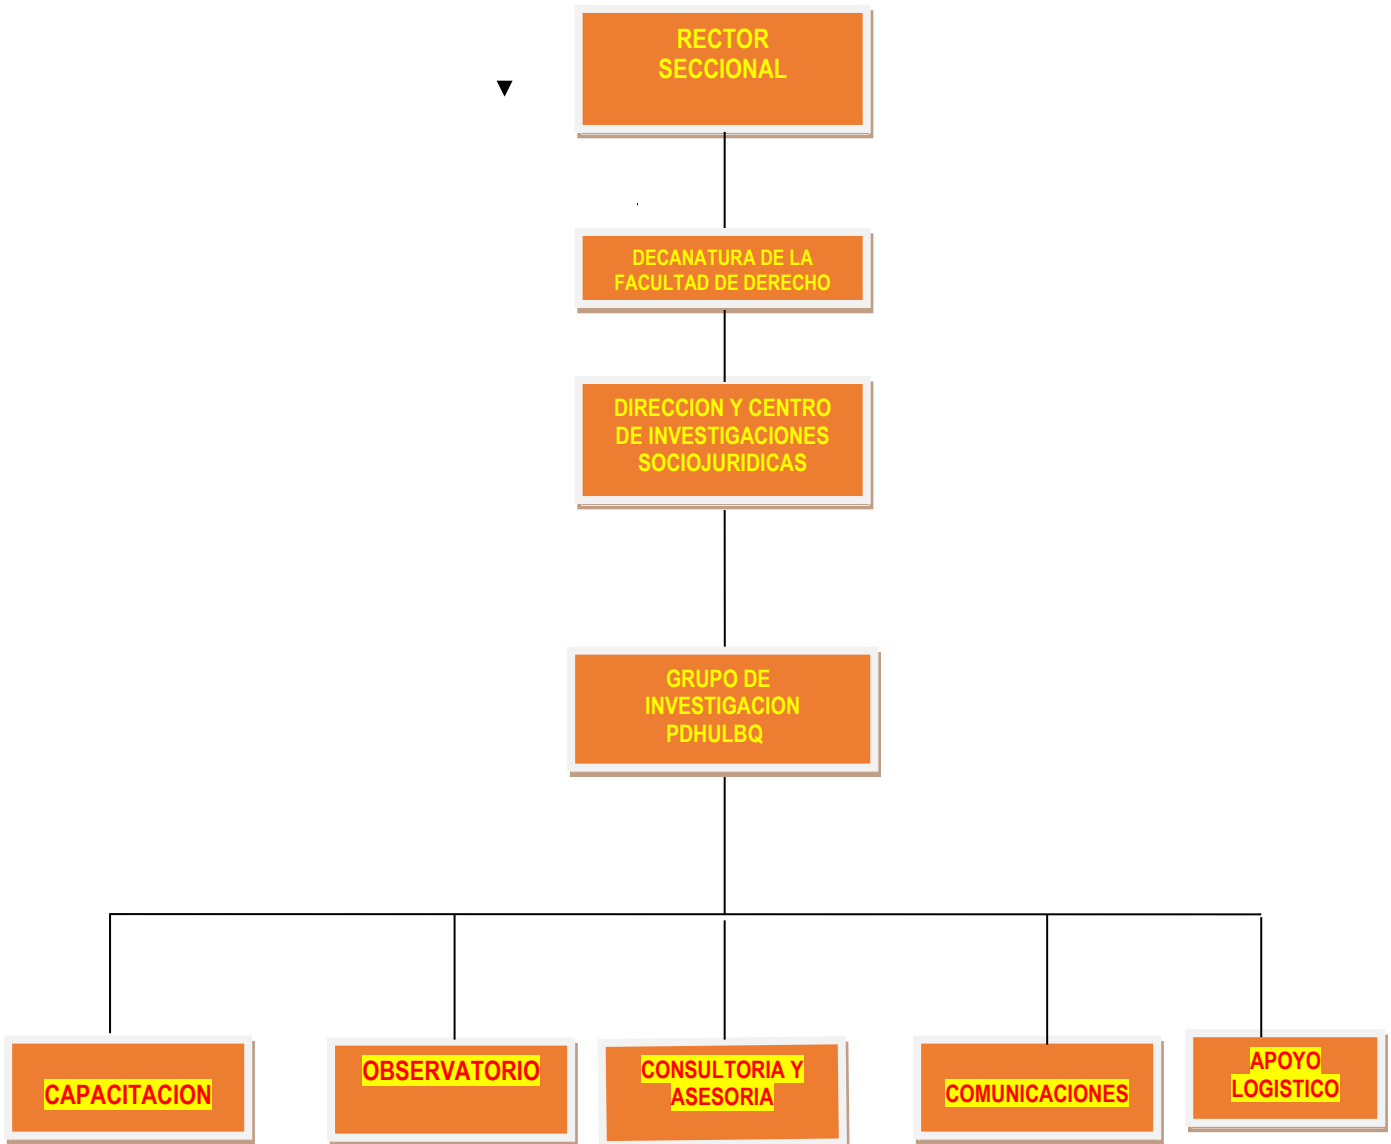 RECTOR
SECCIONAL
DECANATURA DE LA
FACULTAD DE DERECHO
DIRECCION Y CENTRO
DE INVESTIGACIONES
SOCIOJURIDICAS
GRUPO DE
INVESTIGACION
PDHULBQ
CAPACITACION
OBSERVATORIO
CONSULTORIA Y
ASESORIA
COMUNICACIONES
APOYO
LOGISTICO